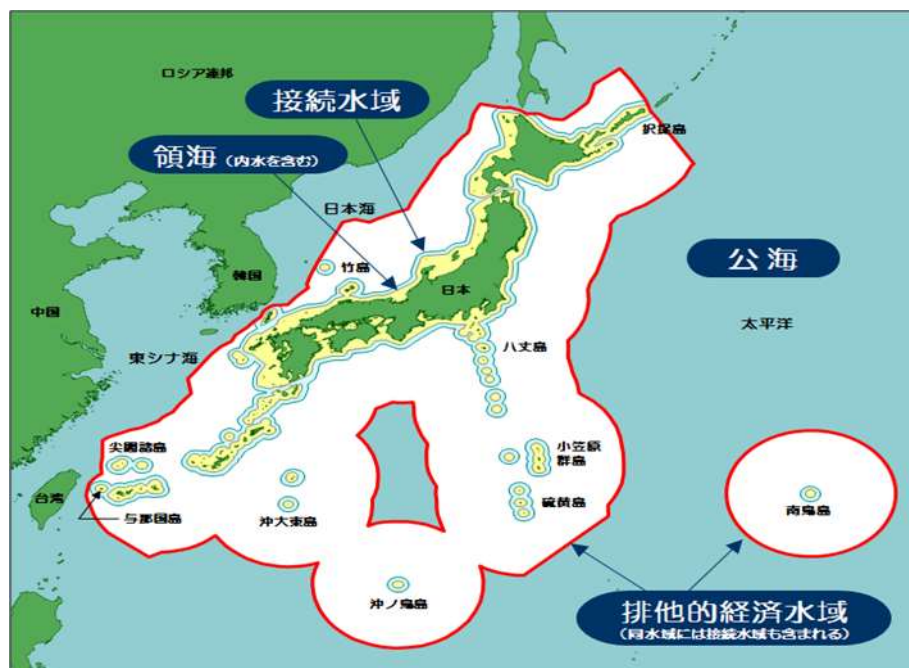 ロシア連邦
接続水域
択捉島
領海（内水を含む）
日本海
竹島
公海
韓国
日本
中国
太平洋
東シナ海
八丈島
尖閣諸島
小笠原
群島
台湾
硫黄島
南鳥島
与那国島
沖大東島
沖ノ鳥島
排他的経済水域
（同水域には接続水域も含まれる）